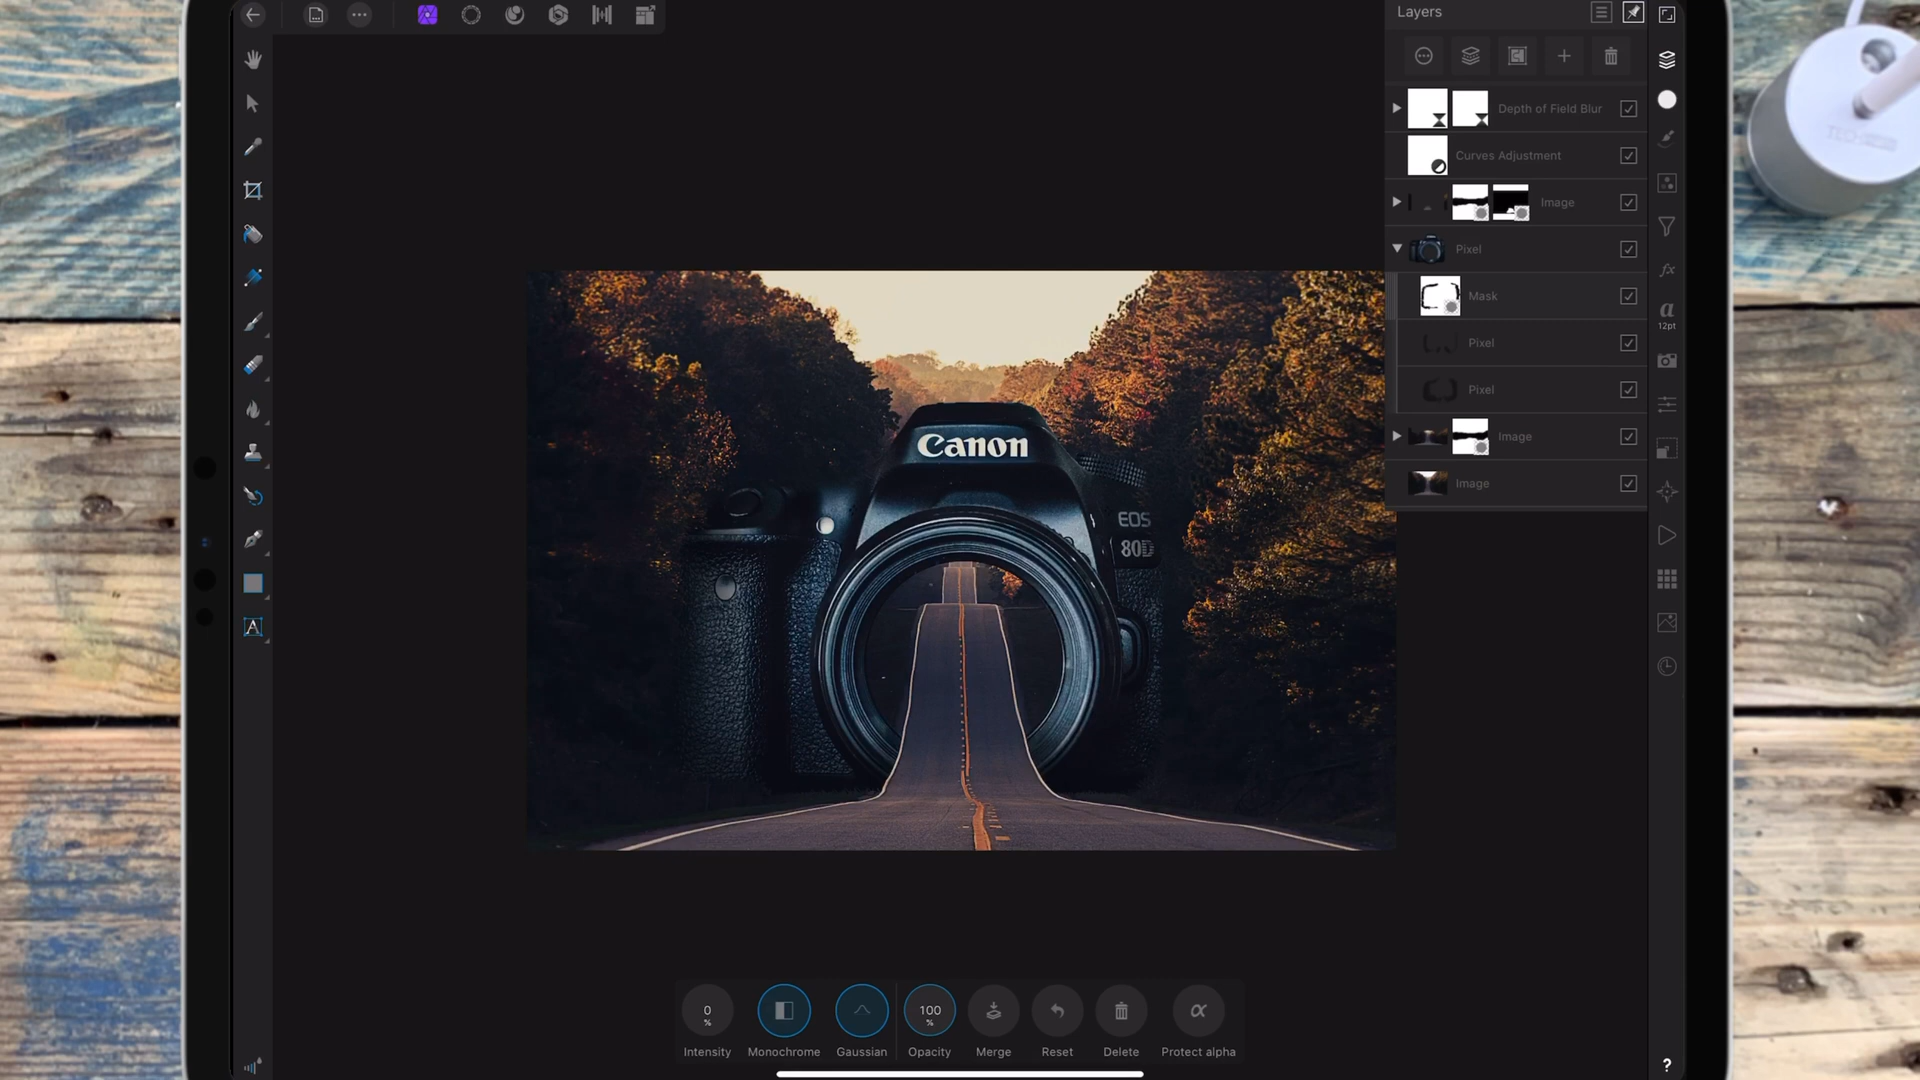 Layers
Depth of Field Blur
Curves Adjustment
Image
Pixel
Mask
Pixel
Pixel
Image
Image
a
12pt
fx
Canon
EOS
80D
A
0
%
Intensity
Monochrome
Gaussian
100
%
Opacity
Merge
Reset
Delete
α
Protect alpha
?